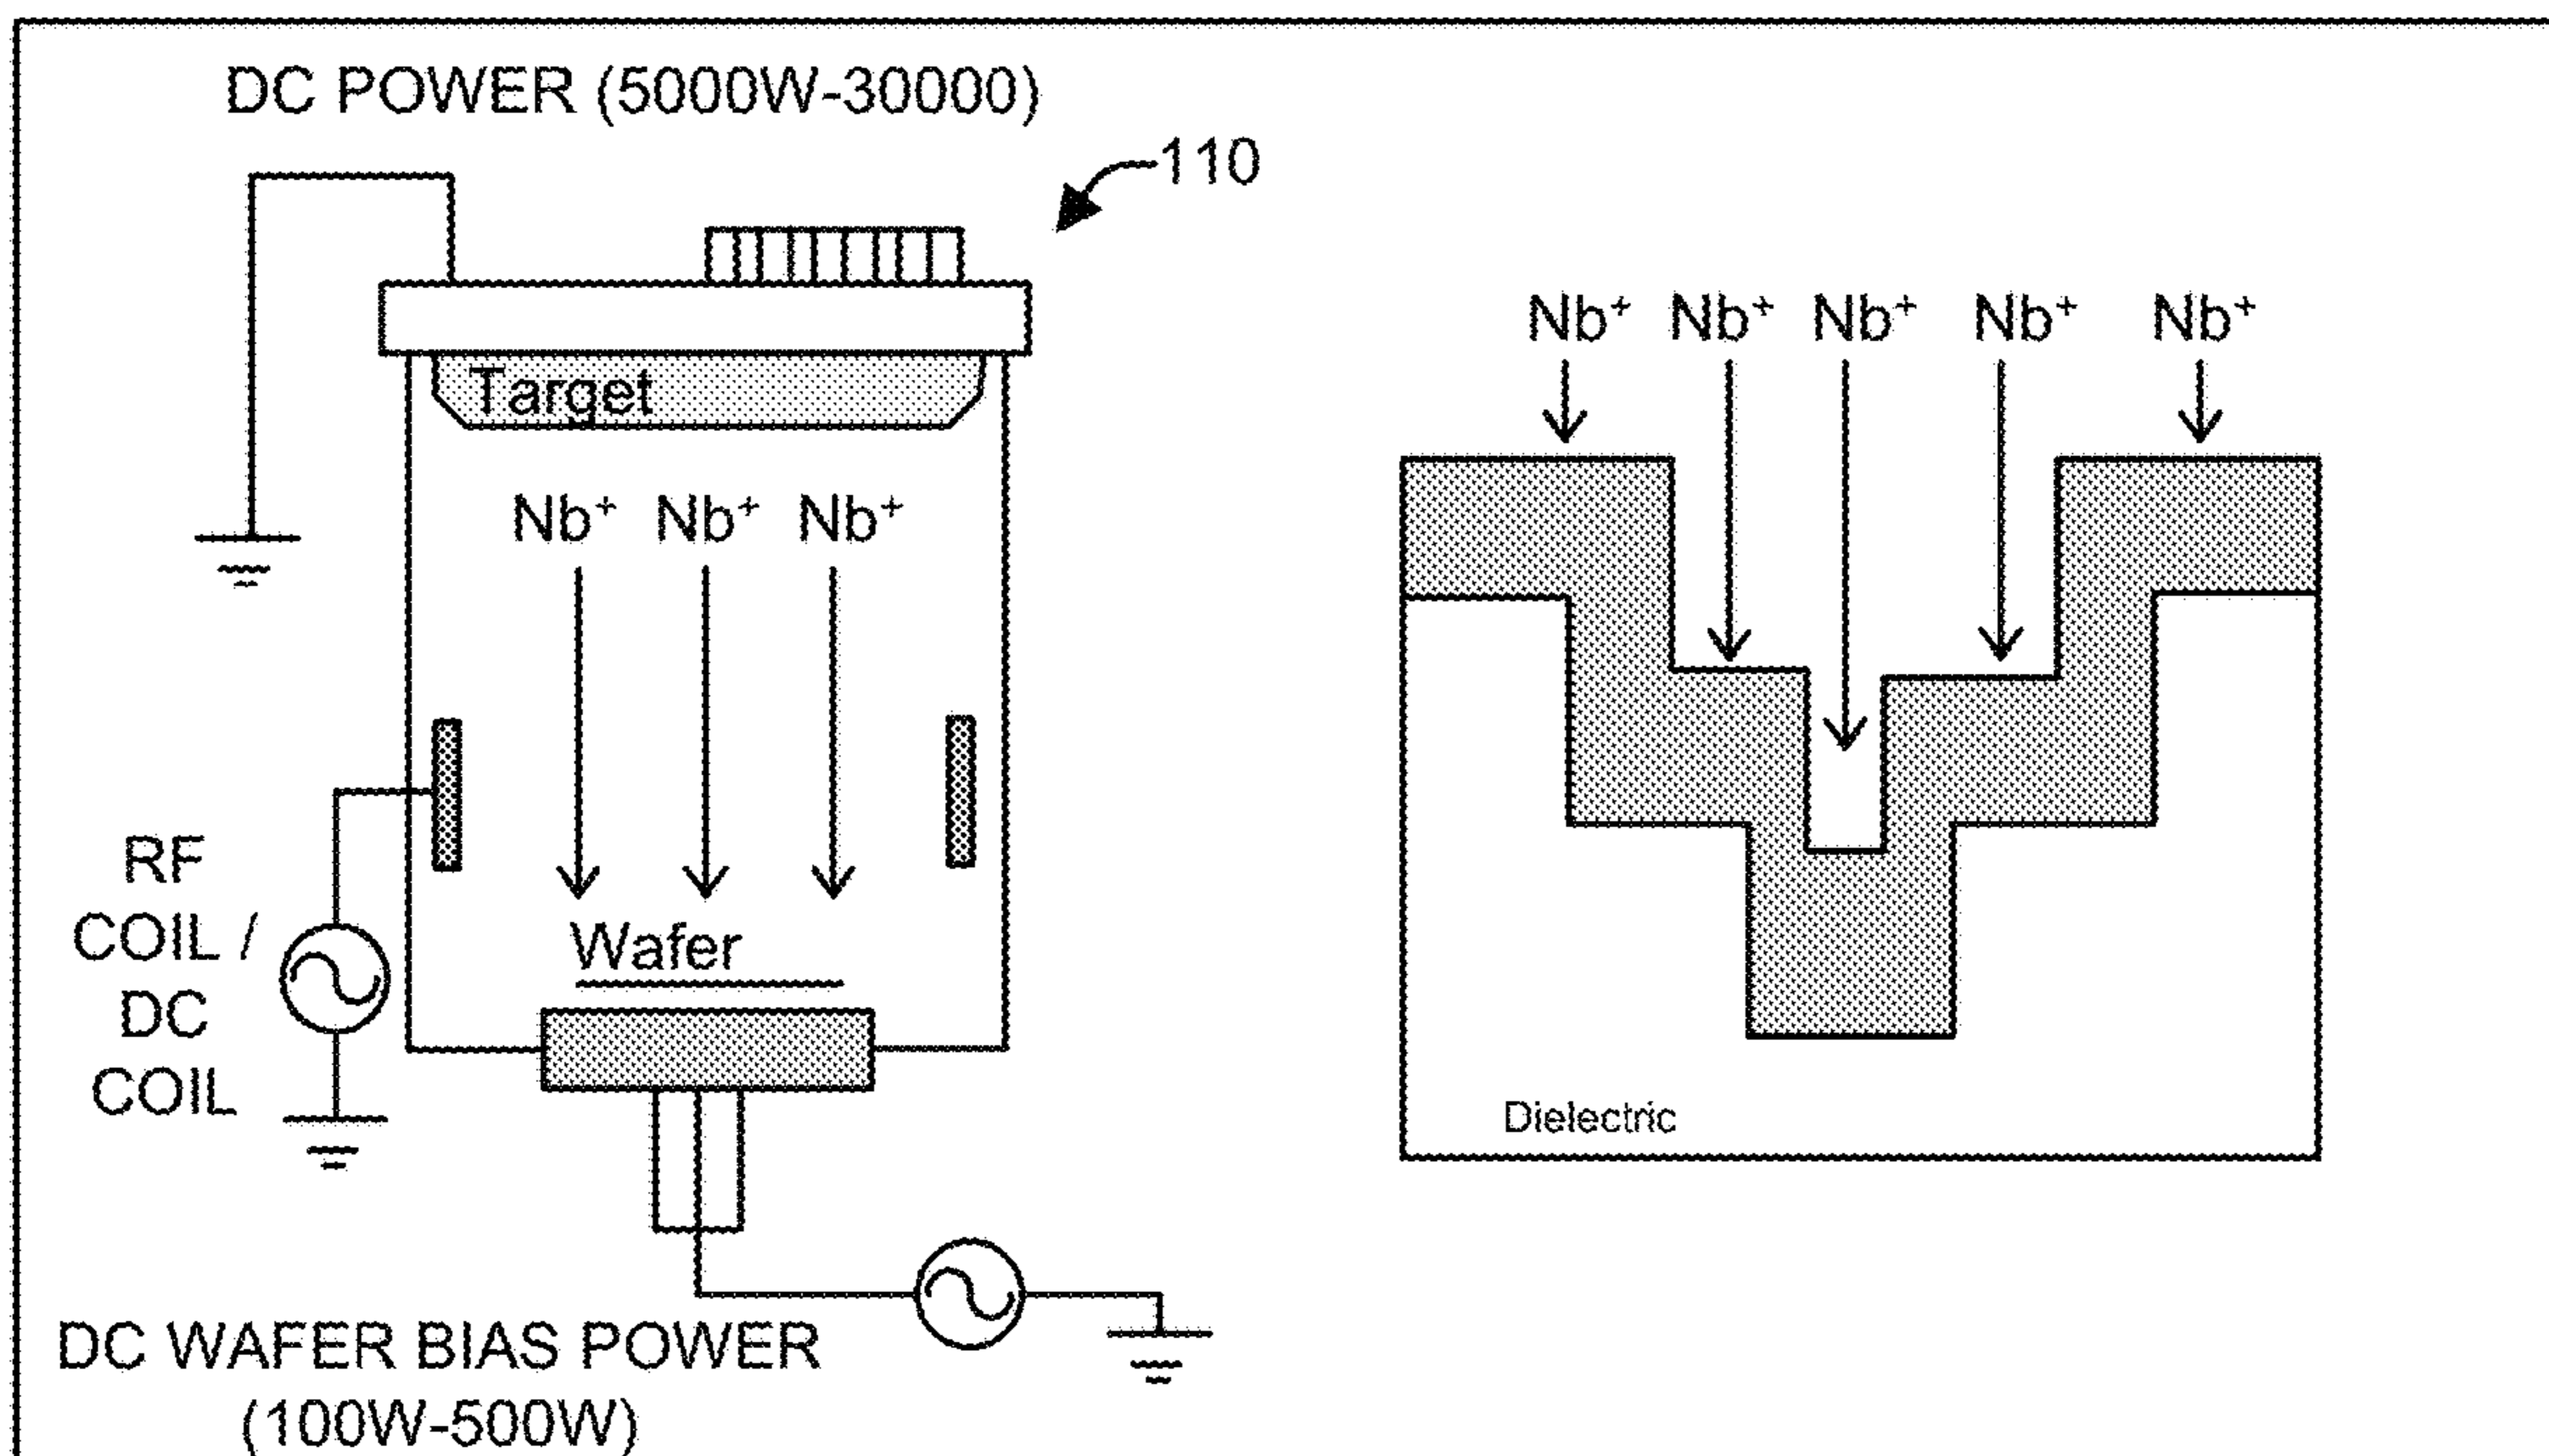 DC POWER (5000W-30000)
110
Target
Nb⁺ Nb⁺ Nb⁺
RF
COIL /
DC
COIL
Wafer
DC WAFER BIAS POWER
(100W-500W)
Nb⁺ Nb⁺ Nb⁺ Nb⁺ Nb⁺
Dielectric